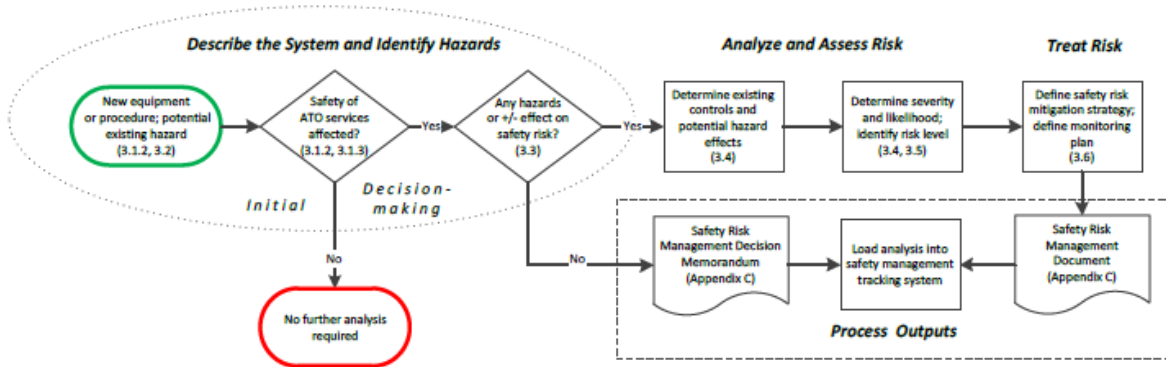 Describe the System and Identify Hazards
Analyze and Assess Risk
Treat Risk
New equipment
or procedure; potential
existing hazard
(3.1.2, 3.2)
Safety of
ATO services
affected?
(3.1.2, 3.1.3)
Yes
Any hazards
or +/- effect on
safety risk?
(3.3)
Yes
Determine existing
controls and
potential hazard
effects
(3.4)
Determine severity
and likelihood;
identify risk level
(3.4, 3.5)
Define safety risk
mitigation strategy;
define monitoring
plan
(3.6)
Initial
Decision-
making
No
No
Safety Risk
Management Decision
Memorandum
(Appendix C)
Load analysis into
safety management
tracking system
Safety Risk
Management
Document
(Appendix C)
No further analysis
required
Process Outputs